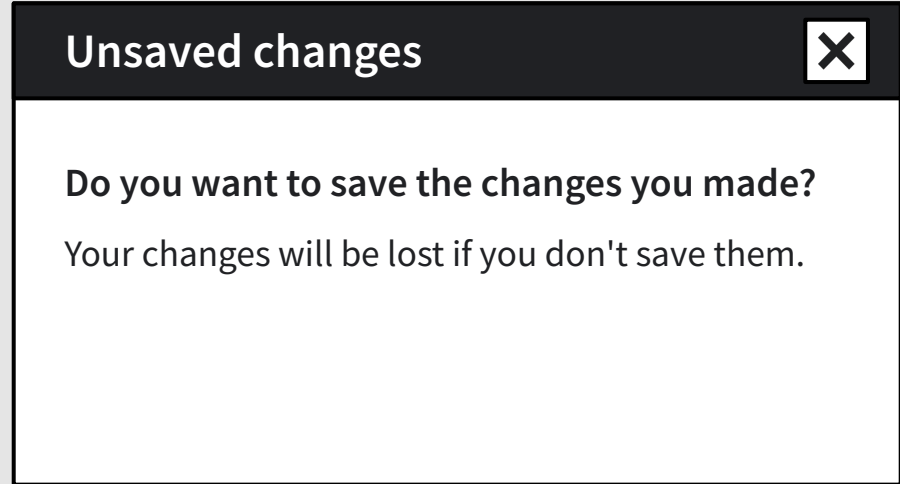 Unsaved changes
Do you want to save the changes you made?
Your changes will be lost if you don't save them.